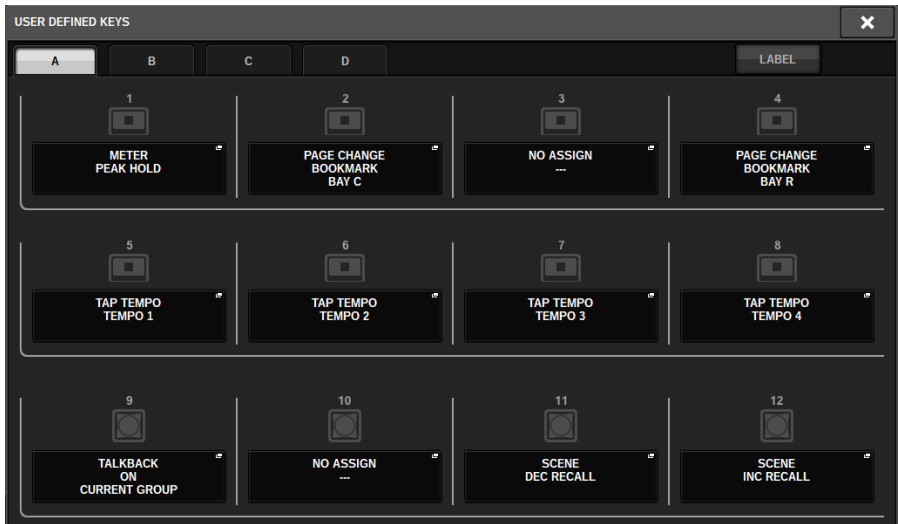 USER DEFINED KEYS
A B C D LABEL
1 2 3 4
METER PAGE CHANGE NO ASSIGN PAGE CHANGE
PEAK HOLD BOOKMARK --- BOOKMARK
BAY C BAY R
5 6 7 8
TAP TEMPO TAP TEMPO TAP TEMPO TAP TEMPO
TEMPO 1 TEMPO 2 TEMPO 3 TEMPO 4
9 10 11 12
TALKBACK NO ASSIGN SCENE SCENE
ON --- DEC RECALL INC RECALL
CURRENT GROUP